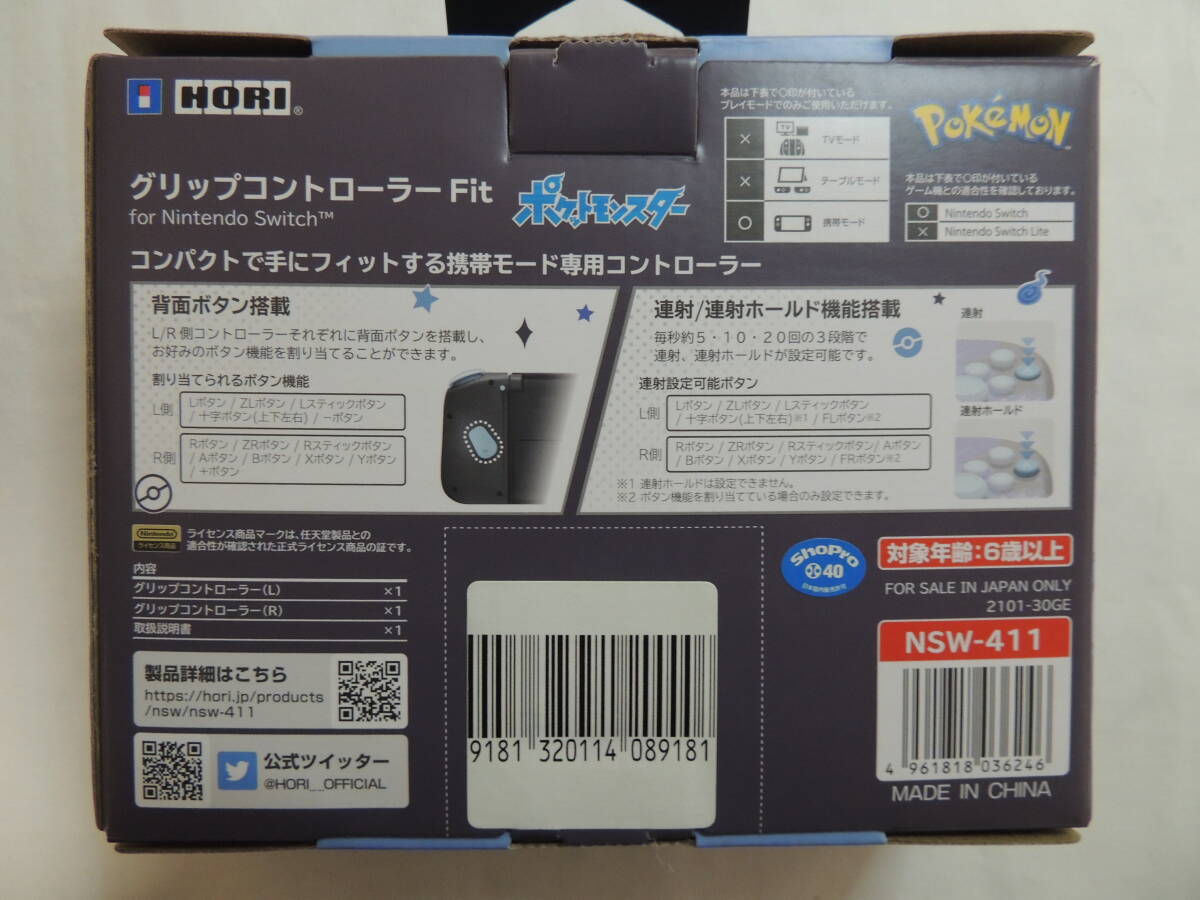 HORI®
グリップコントローラー Fit
for Nintendo Switch™
ポケットモンスター
本品は下表で〇印が付いている
プレイモードでのみご使用いただけます。
× TV TVモード
× テーブルモード
〇 携帯モード
POKéMON
本品は下表で〇印が付いている
ゲーム機との適合性を確認しております。
〇 Nintendo Switch
× Nintendo Switch Lite
コンパクトで手にフィットする携帯モード専用コントローラー
背面ボタン搭載
L/R 側コントローラーそれぞれに背面ボタンを搭載し、
お好みのボタン機能を割り当てることができます。
割り当てられるボタン機能
L側
Lボタン / ZLボタン / Lスティックボタン
/ 十字ボタン(上下左右) / −ボタン
R側
Rボタン / ZRボタン / Rスティックボタン
/ Aボタン / Bボタン / Xボタン / Yボタン
/ +ボタン
連射/連射ホールド機能搭載
毎秒約5・10・20回の3段階で
連射、連射ホールドが設定可能です。
連射設定可能ボタン
L側
Lボタン / ZLボタン / Lスティックボタン
/ 十字ボタン(上下左右)※1 / FLボタン※2
R側
Rボタン / ZRボタン / Rスティックボタン/ Aボタン
/ Bボタン / Xボタン / Yボタン / FRボタン※2
※1 連射ホールドは設定できません。
※2 ボタン機能を割り当てている場合のみ設定できます。
連射
連射ホールド
Nintendo
ライセンス商品
ライセンス商品マークは、任天堂製品との
適合性が確認された正式ライセンス商品の証です。
内容
グリップコントローラー(L) ×1
グリップコントローラー(R) ×1
取扱説明書 ×1
製品詳細はこちら
https://hori.jp/products
/nsw/nsw-411
公式ツイッター
@HORI__OFFICIAL
9181 320114 089181
ShoPro
40
日本国内販売許可
対象年齢:6歳以上
FOR SALE IN JAPAN ONLY
2101-30GE
NSW-411
4 961818 036246
MADE IN CHINA